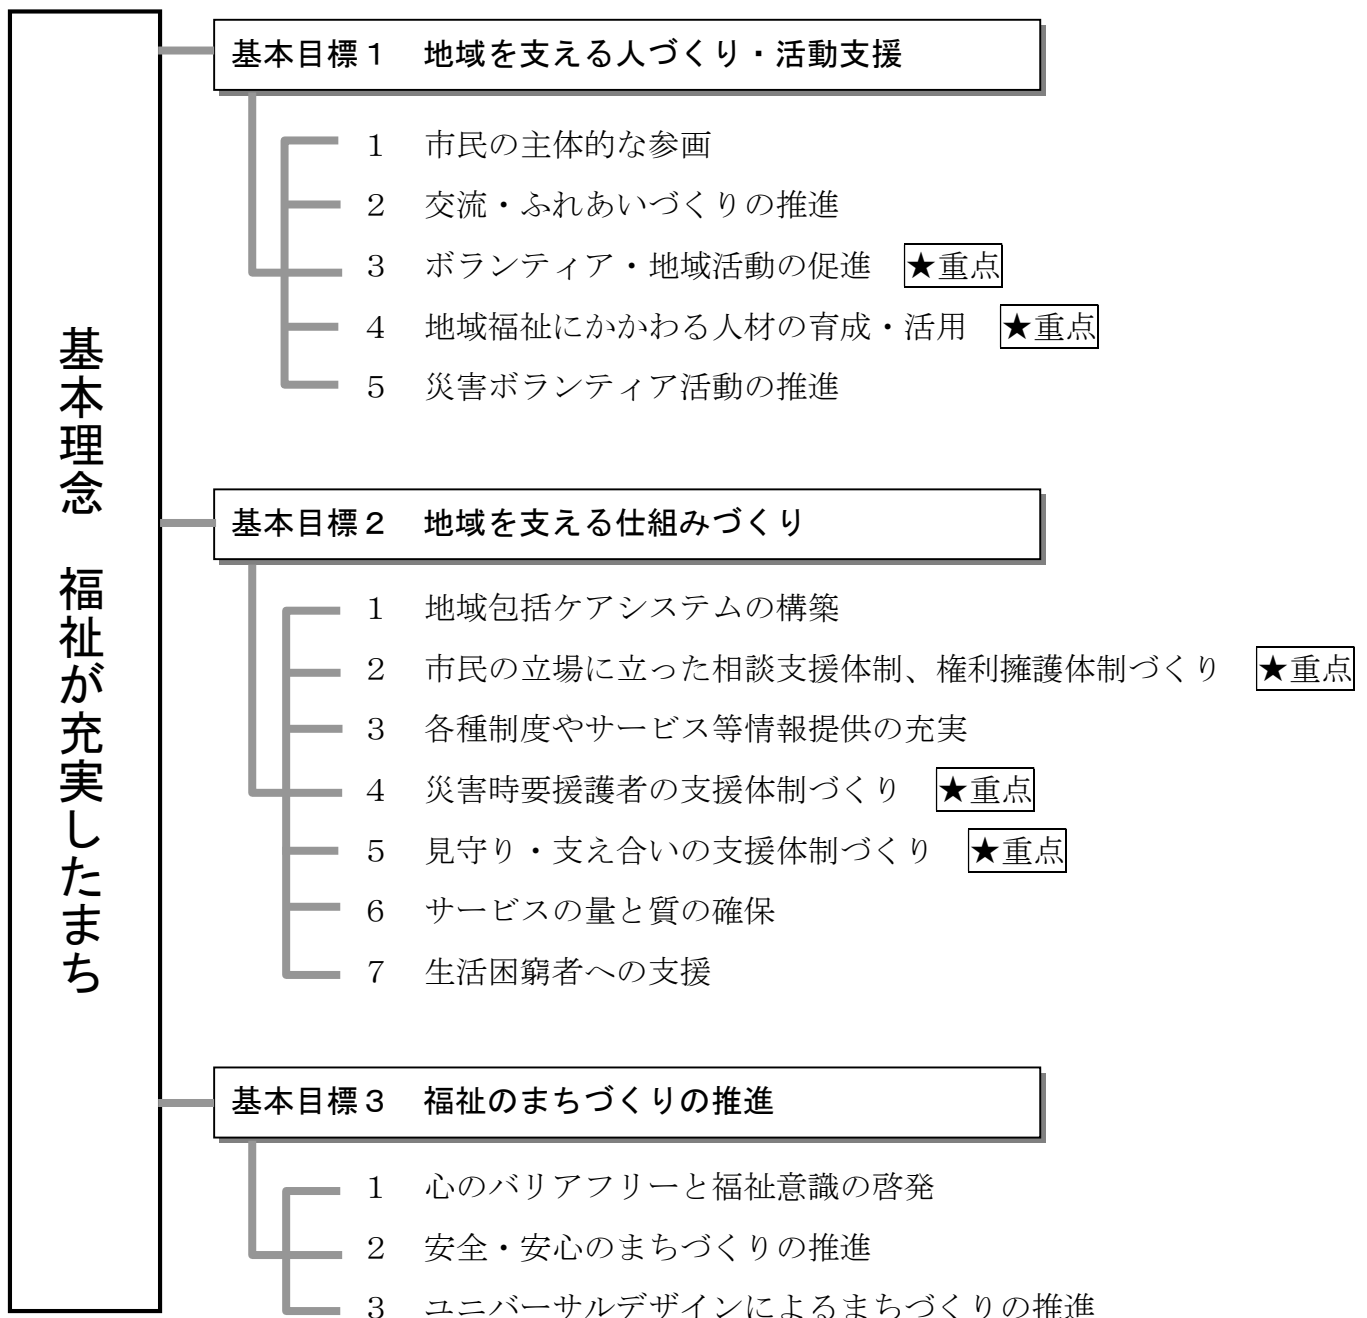 基本理念　福祉が充実したまち
基本目標１　地域を支える人づくり・活動支援
１　市民の主体的な参画
２　交流・ふれあいづくりの推進
３　ボランティア・地域活動の促進　★重点
４　地域福祉にかかわる人材の育成・活用　★重点
５　災害ボランティア活動の推進
基本目標２　地域を支える仕組みづくり
１　地域包括ケアシステムの構築
２　市民の立場に立った相談支援体制、権利擁護体制づくり　★重点
３　各種制度やサービス等情報提供の充実
４　災害時要援護者の支援体制づくり　★重点
５　見守り・支え合いの支援体制づくり　★重点
６　サービスの量と質の確保
７　生活困窮者への支援
基本目標３　福祉のまちづくりの推進
１　心のバリアフリーと福祉意識の啓発
２　安全・安心のまちづくりの推進
３　ユニバーサルデザインによるまちづくりの推進